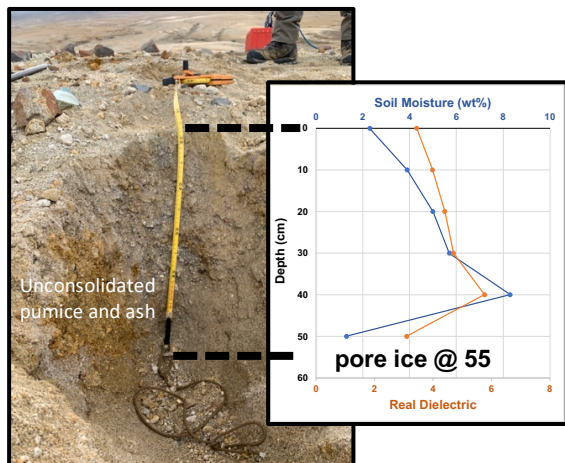 Soil Moisture (wt%)
0 2 4 6 8 10
0
10
20
30
40
50
60
Depth (cm)
Unconsolidated
pumice and ash
pore ice @ 55
0 2 4 6 8
Real Dielectric